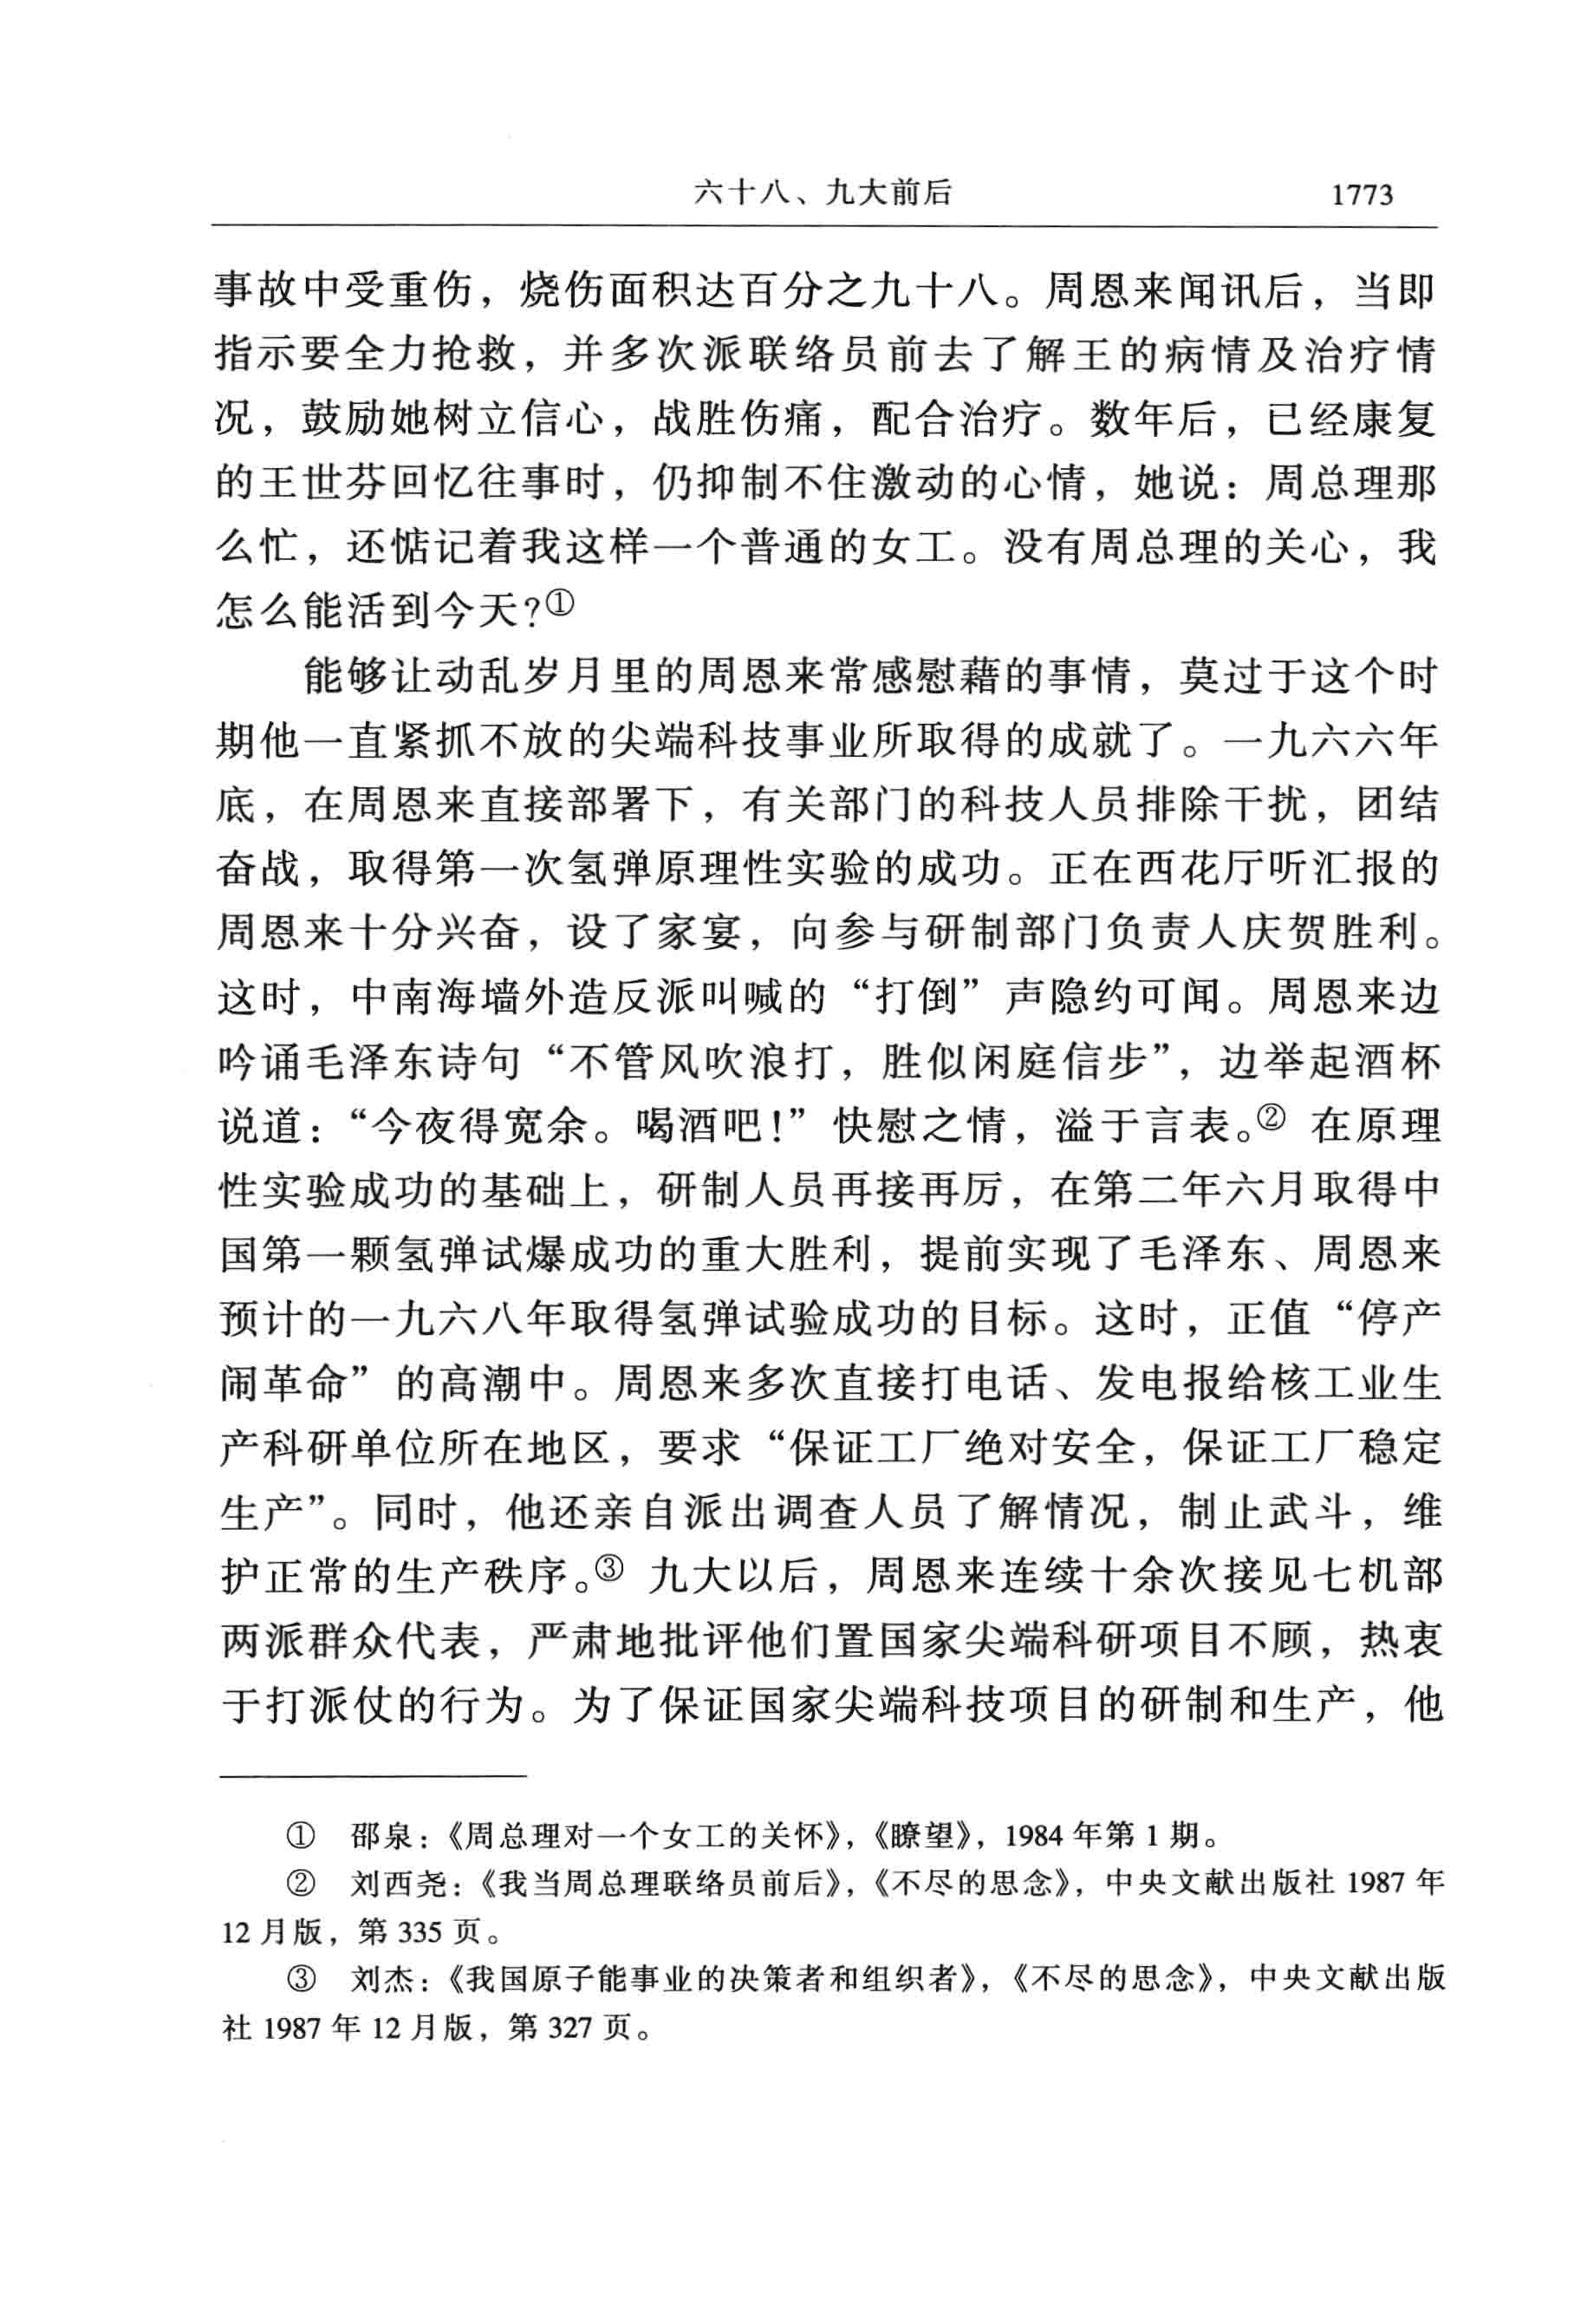 六十八、九大前后 1773
事故中受重伤，烧伤面积达百分之九十八。周恩来闻讯后，当即
指示要全力抢救，并多次派联络员前去了解王的病情及治疗情
况，鼓励她树立信心，战胜伤痛，配合治疗。数年后，已经康复
的王世芬回忆往事时，仍抑制不住激动的心情，她说：周总理那
么忙，还惦记着我这样一个普通的女工。没有周总理的关心，我
怎么能活到今天?①
能够让动乱岁月里的周恩来常感慰藉的事情，莫过于这个时
期他一直紧抓不放的尖端科技事业所取得的成就了。一九六六年
底，在周恩来直接部署下，有关部门的科技人员排除干扰，团结
奋战，取得第一次氢弹原理性实验的成功。正在西花厅听汇报的
周恩来十分兴奋，设了家宴，向参与研制部门负责人庆贺胜利。
这时，中南海墙外造反派叫喊的“打倒”声隐约可闻。周恩来边
吟诵毛泽东诗句“不管风吹浪打，胜似闲庭信步”，边举起酒杯
说道：“今夜得宽余。喝酒吧!”快慰之情，溢于言表。② 在原理
性实验成功的基础上，研制人员再接再厉，在第二年六月取得中
国第一颗氢弹试爆成功的重大胜利，提前实现了毛泽东、周恩来
预计的一九六八年取得氢弹试验成功的目标。这时，正值“停产
闹革命”的高潮中。周恩来多次直接打电话、发电报给核工业生
产科研单位所在地区，要求“保证工厂绝对安全，保证工厂稳定
生产”。同时，他还亲自派出调查人员了解情况，制止武斗，维
护正常的生产秩序。③ 九大以后，周恩来连续十余次接见七机部
两派群众代表，严肃地批评他们置国家尖端科研项目不顾，热衷
于打派仗的行为。为了保证国家尖端科技项目的研制和生产，他
① 邵泉：《周总理对一个女工的关怀》，《瞭望》，1984 年第 1 期。
② 刘西尧：《我当周总理联络员前后》，《不尽的思念》，中央文献出版社 1987 年
12 月版，第 335 页。
③ 刘杰：《我国原子能事业的决策者和组织者》，《不尽的思念》，中央文献出版
社 1987 年 12 月版，第 327 页。